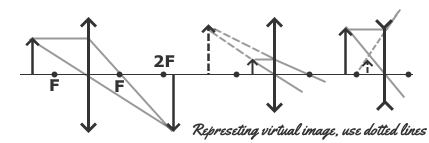 2F
F
F
Represeting virtual image, use dotted lines